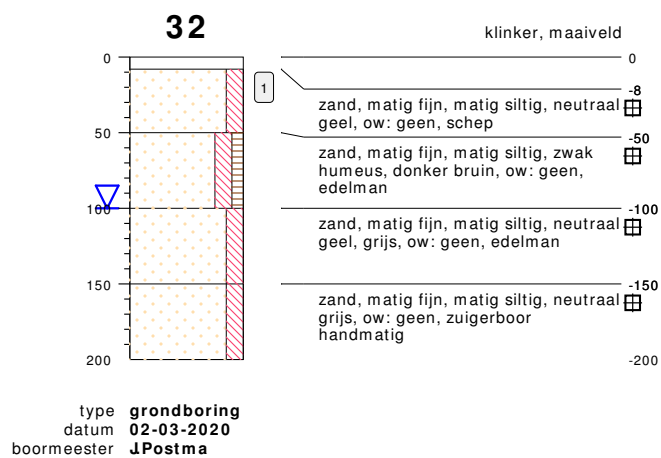 32
klinker, maaiveld
0
0
1
-8
zand, matig fijn, matig siltig, neutraal
geel, ow: geen, schep
50
-50
zand, matig fijn, matig siltig, zwak
humeus, donker bruin, ow: geen,
edelman
100
-100
zand, matig fijn, matig siltig, neutraal
geel, grijs, ow: geen, edelman
150
-150
zand, matig fijn, matig siltig, neutraal
grijs, ow: geen, zuigerboor
handmatig
200
-200
type grondboring
datum 02-03-2020
boormeester J.Postma